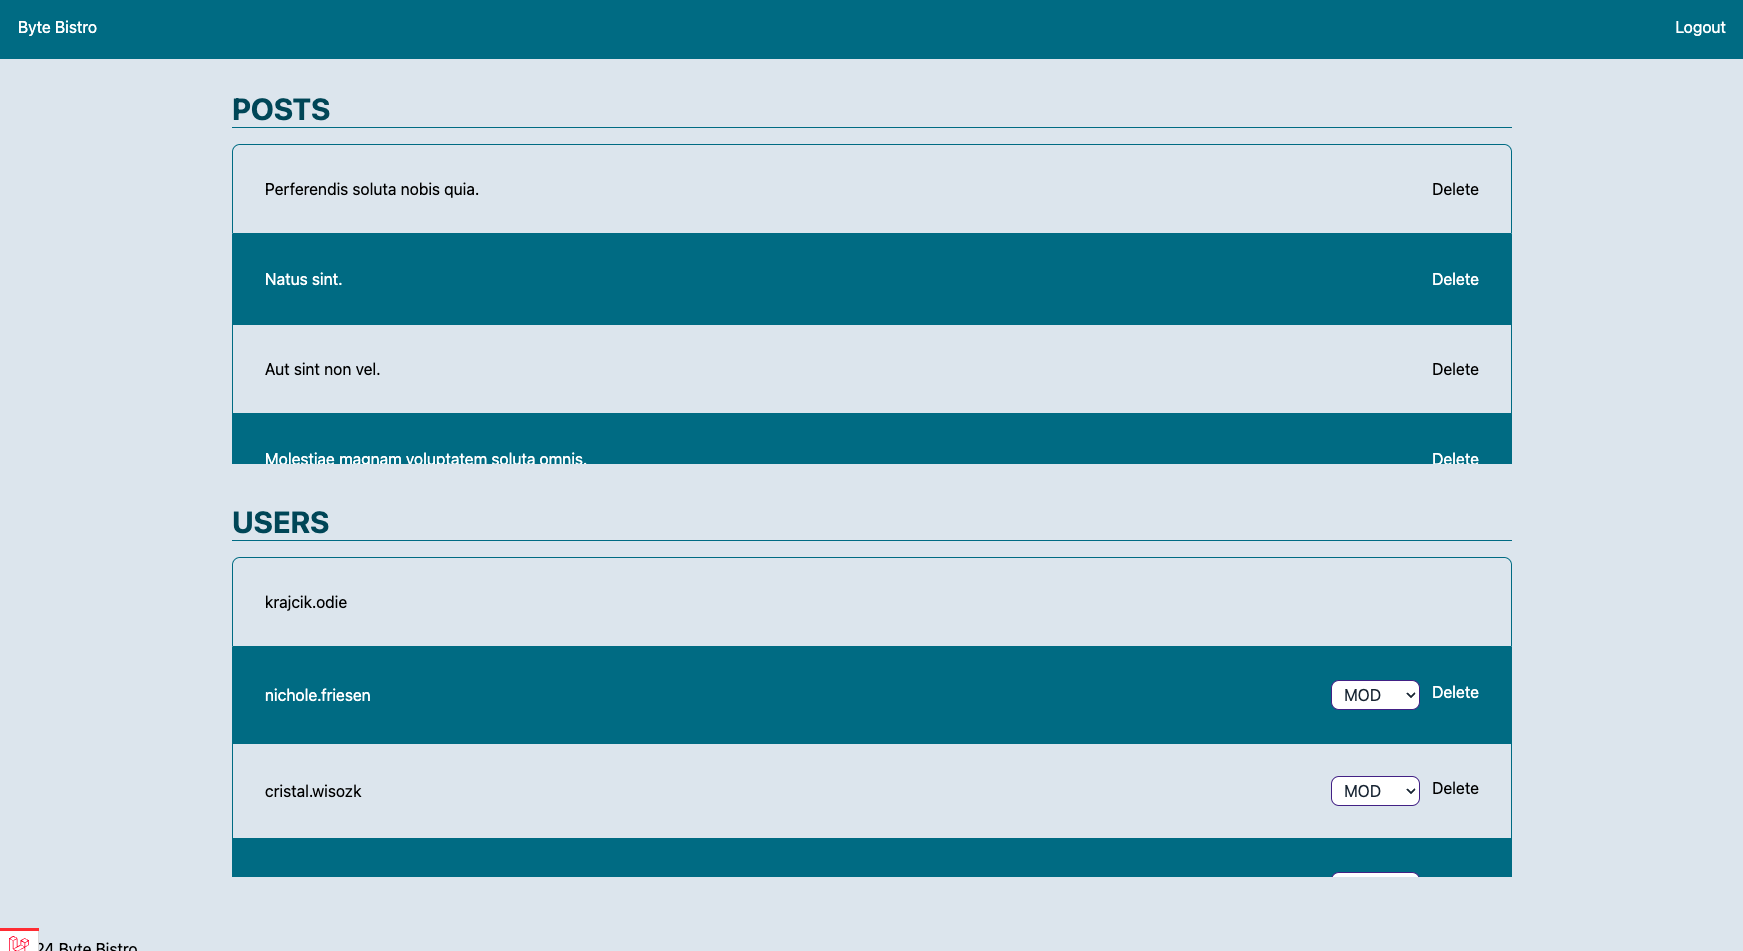 Byte Bistro Logout
POSTS
Perferendis soluta nobis quia. Delete
Natus sint. Delete
Aut sint non vel. Delete
Molestiae magnam voluptatem soluta omnis. Delete
USERS
krajcik.odie
nichole.friesen MOD Delete
cristal.wisozk MOD Delete
24 Byte Bistro